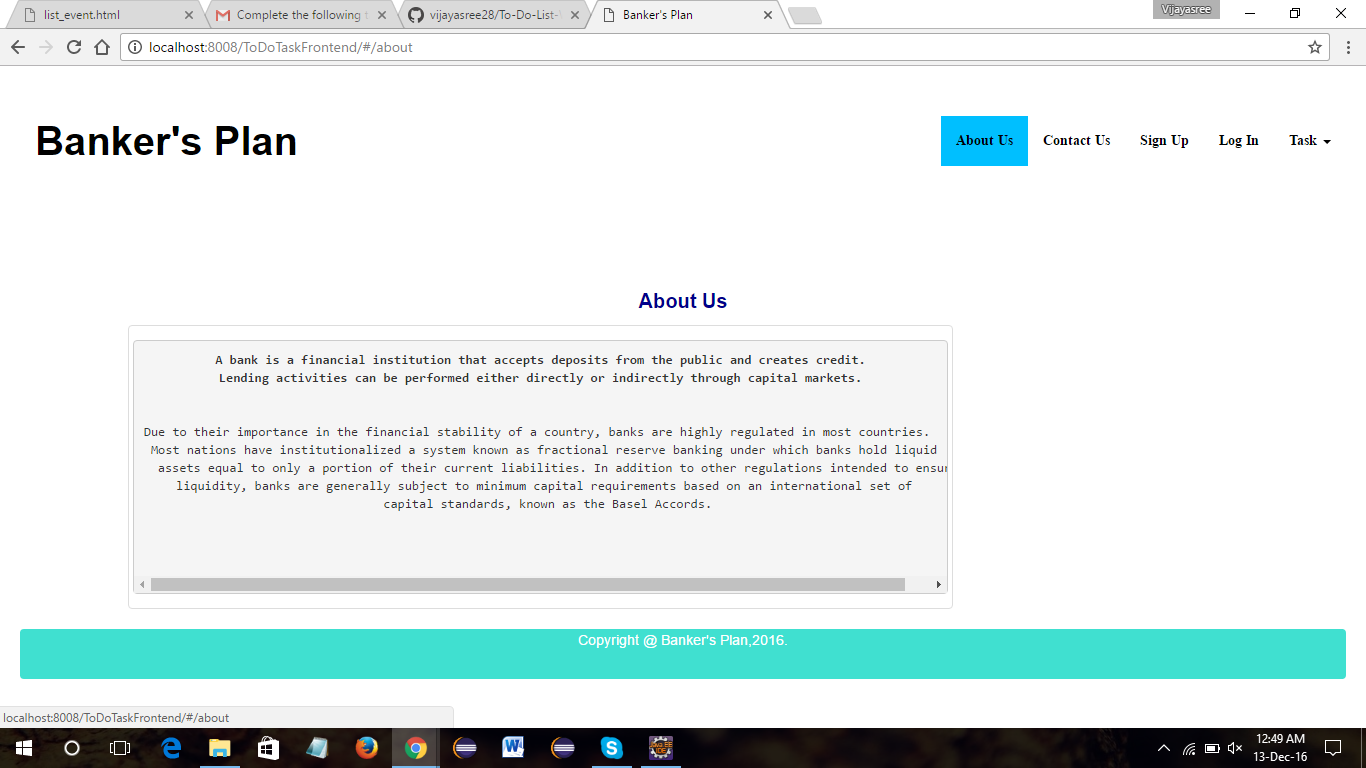 Vijayasree
list_event.html
Complete the following
vijayasree28/To-Do-List-
Banker's Plan
localhost:8008/ToDoTaskFrontend/#/about
Banker's Plan
About Us
Contact Us
Sign Up
Log In
Task
About Us
A bank is a financial institution that accepts deposits from the public and creates credit.
Lending activities can be performed either directly or indirectly through capital markets.
Due to their importance in the financial stability of a country, banks are highly regulated in most countries.
Most nations have institutionalized a system known as fractional reserve banking under which banks hold liquid
assets equal to only a portion of their current liabilities. In addition to other regulations intended to ensur
liquidity, banks are generally subject to minimum capital requirements based on an international set of
capital standards, known as the Basel Accords.
Copyright @ Banker's Plan,2016.
localhost:8008/ToDoTaskFrontend/#/about
12:49 AM
13-Dec-16